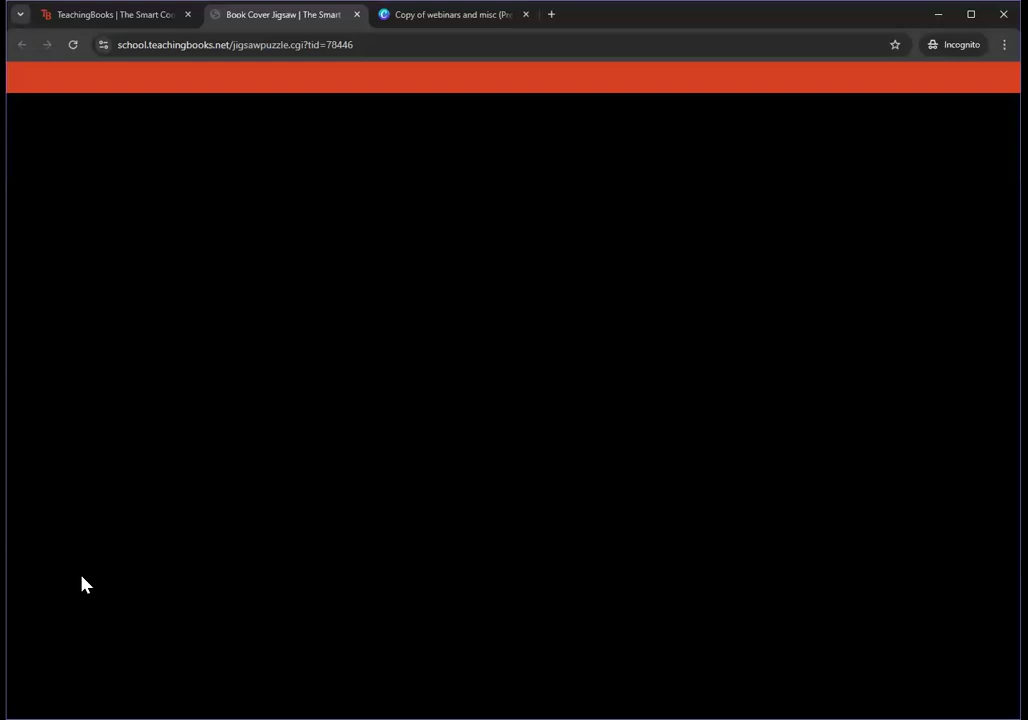 TeachingBooks | The Smart Co
Book Cover Jigsaw | The Smart
Copy of webinars and misc (Pr
school.teachingbooks.net/jigsawpuzzle.cgi?tid=78446
Incognito